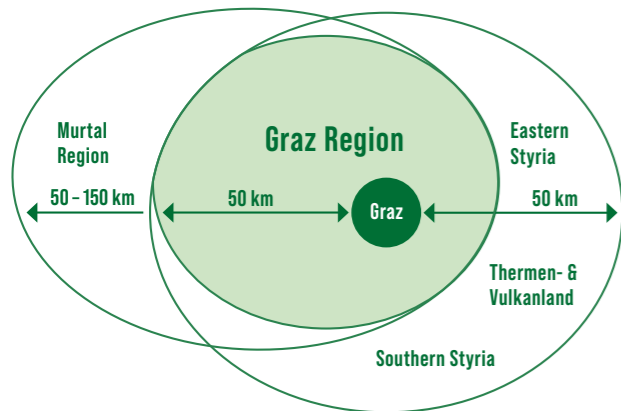 Murtal
Region
Graz Region
Eastern
Styria
50 – 150 km
50 km
Graz
50 km
Thermen- &
Vulkanland
Southern Styria